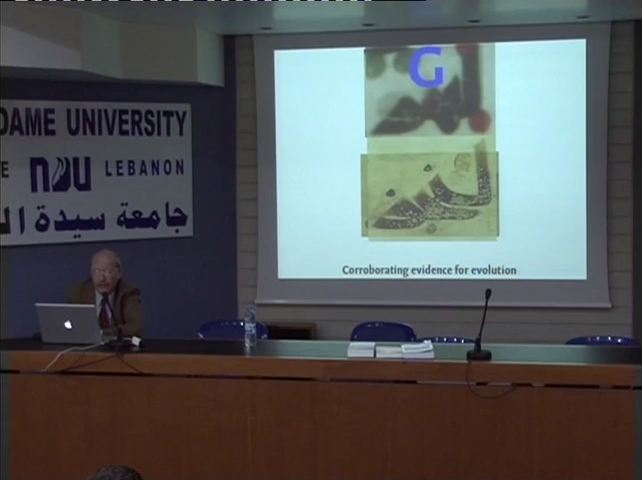 DAME UNIVERSITY
E NDU LEBANON
جامعة سيدة ال
G
Corroborating evidence for evolution